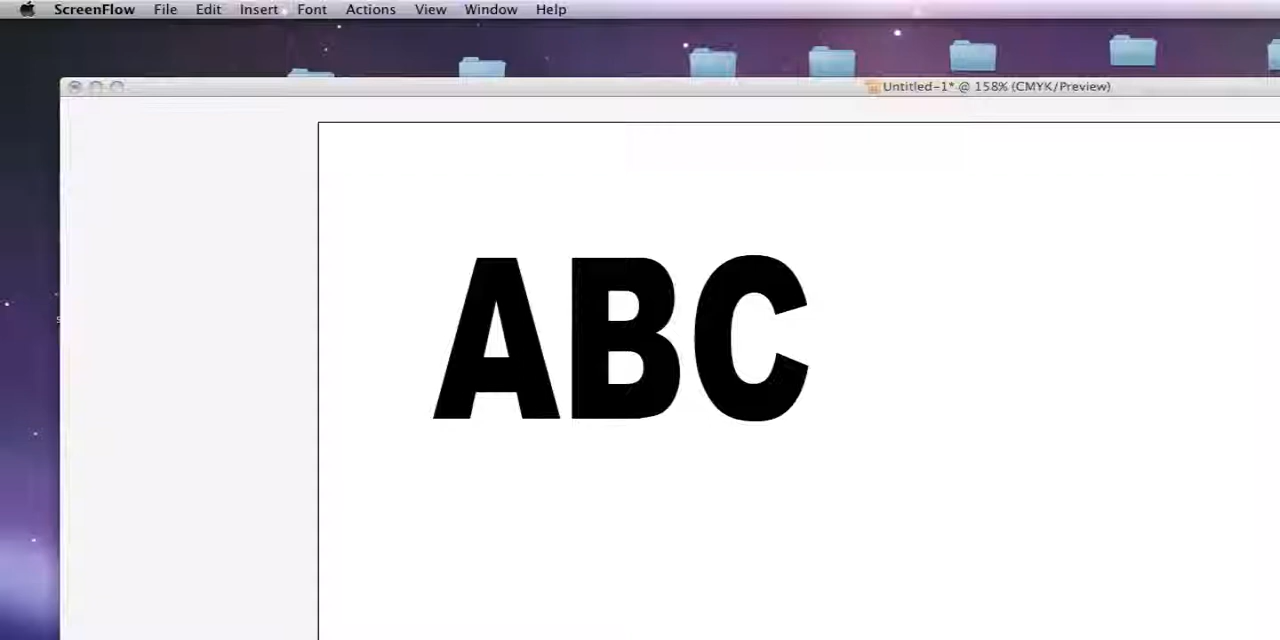 ScreenFlow File Edit Insert Font Actions View Window Help
Untitled-1* @ 158% (CMYK/Preview)
ABC